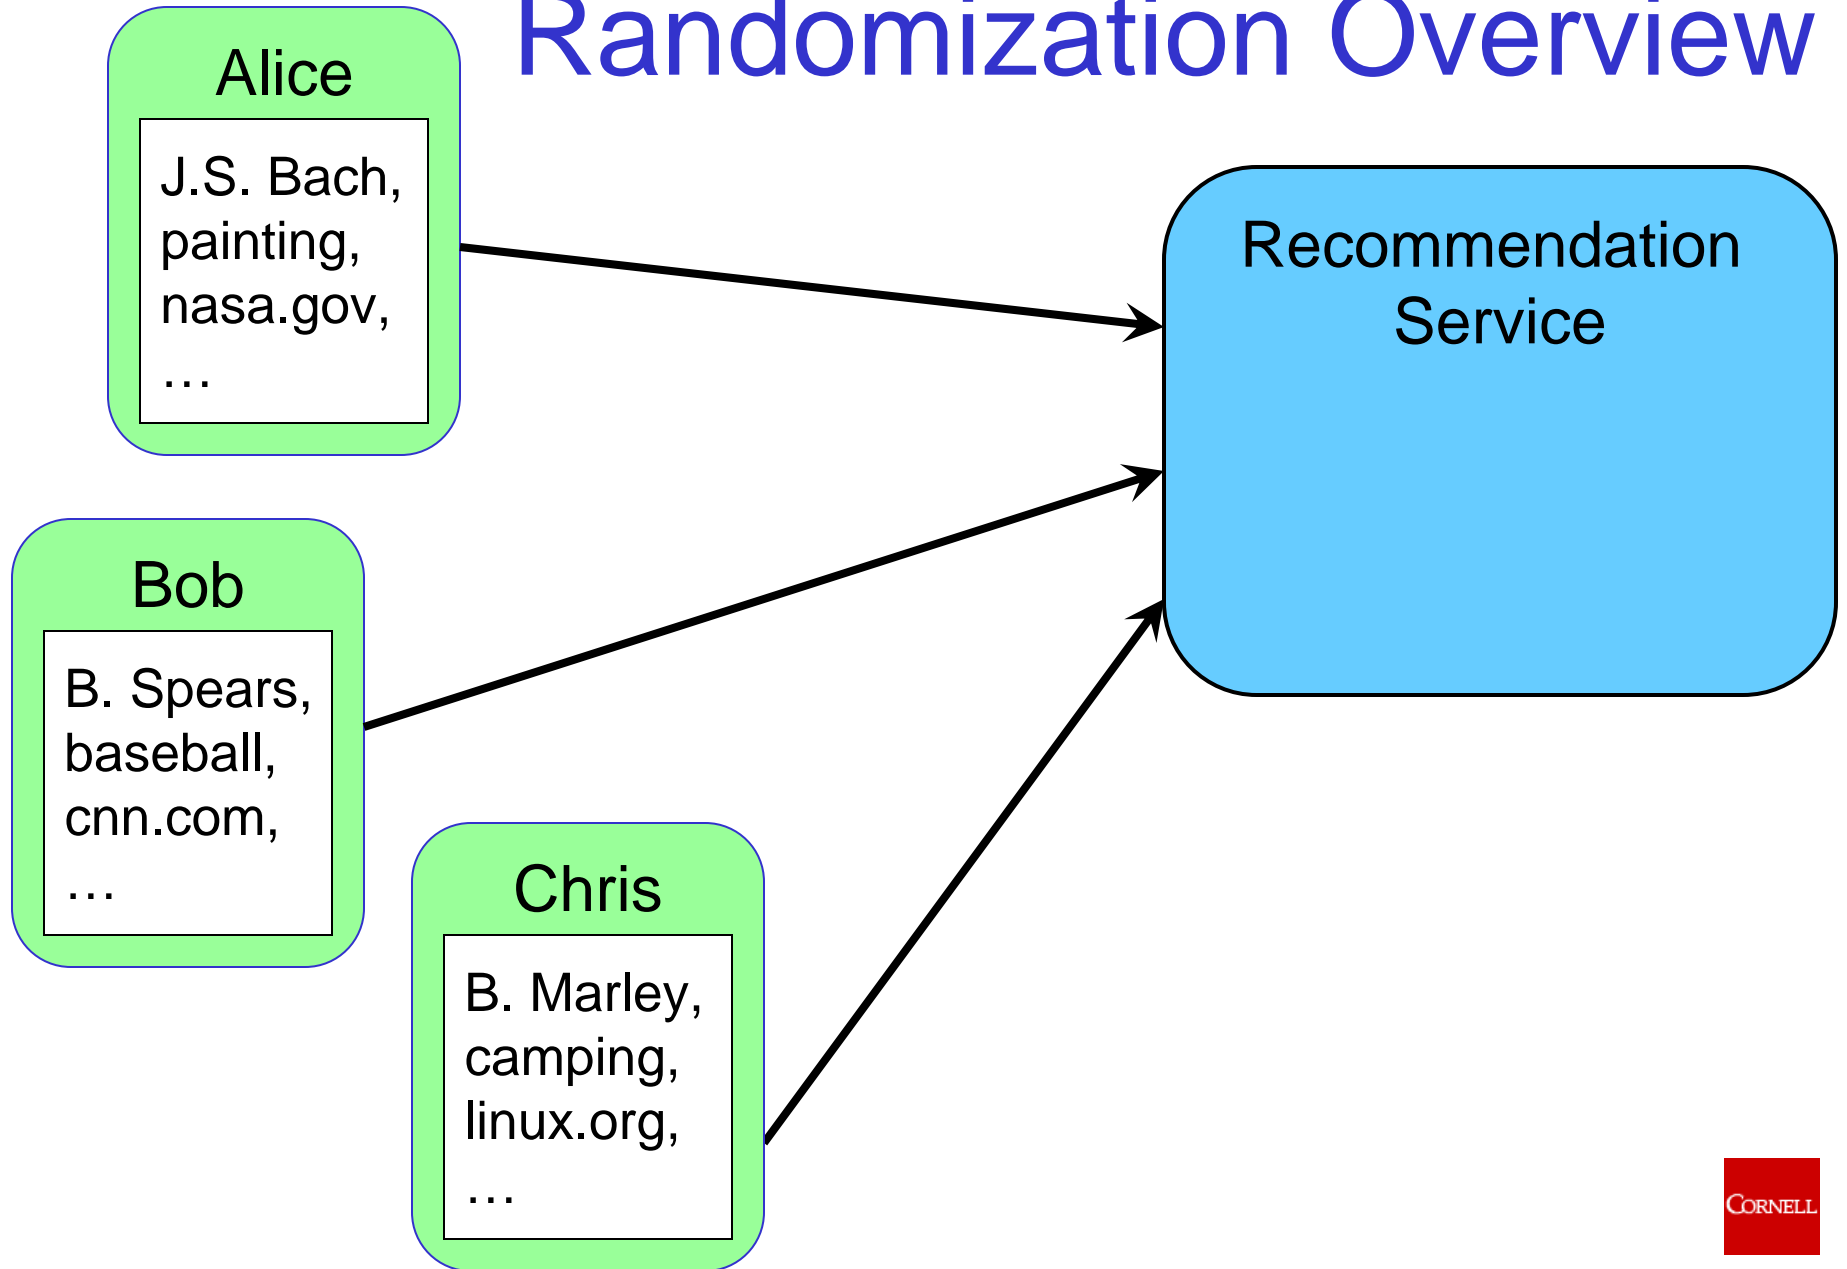 Randomization Overview
Alice
J.S. Bach,
painting,
nasa.gov,
…
Recommendation
Service
Bob
B. Spears,
baseball,
cnn.com,
…
Chris
B. Marley,
camping,
linux.org,
…
CORNELL